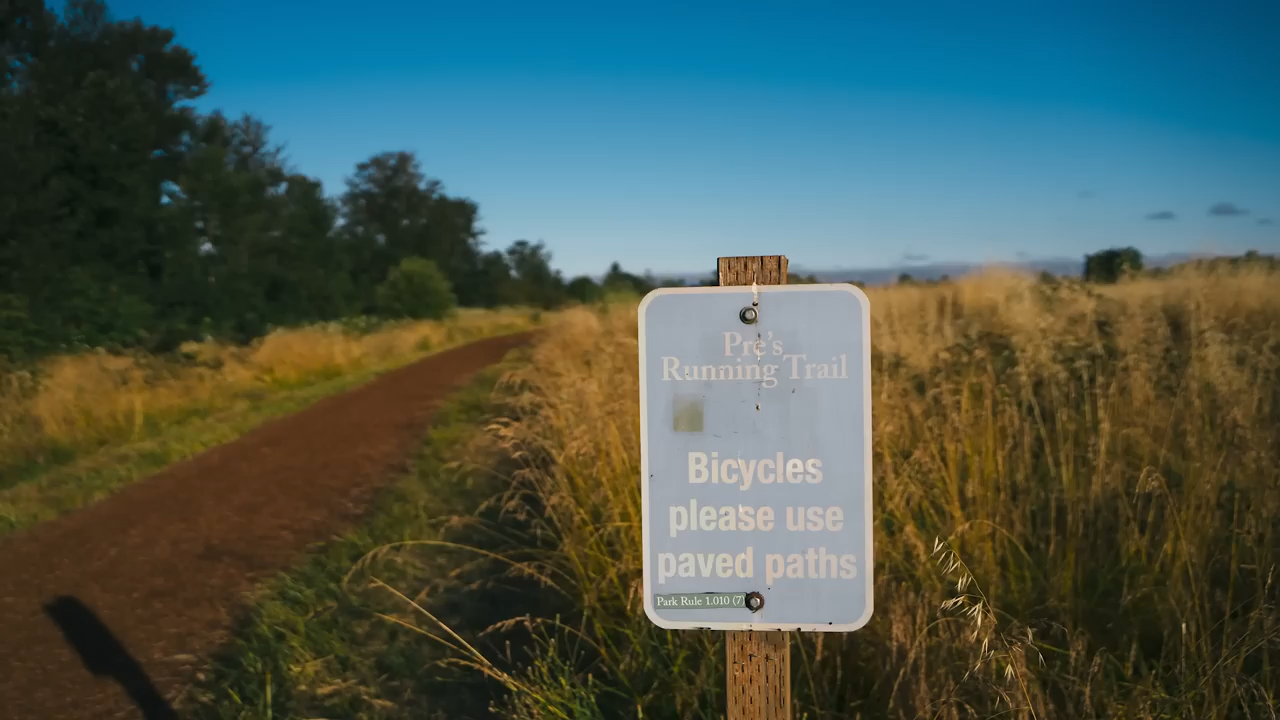 Pre's
Running Trail
Bicycles
please use
paved paths
Park Rule 1.010 (7)